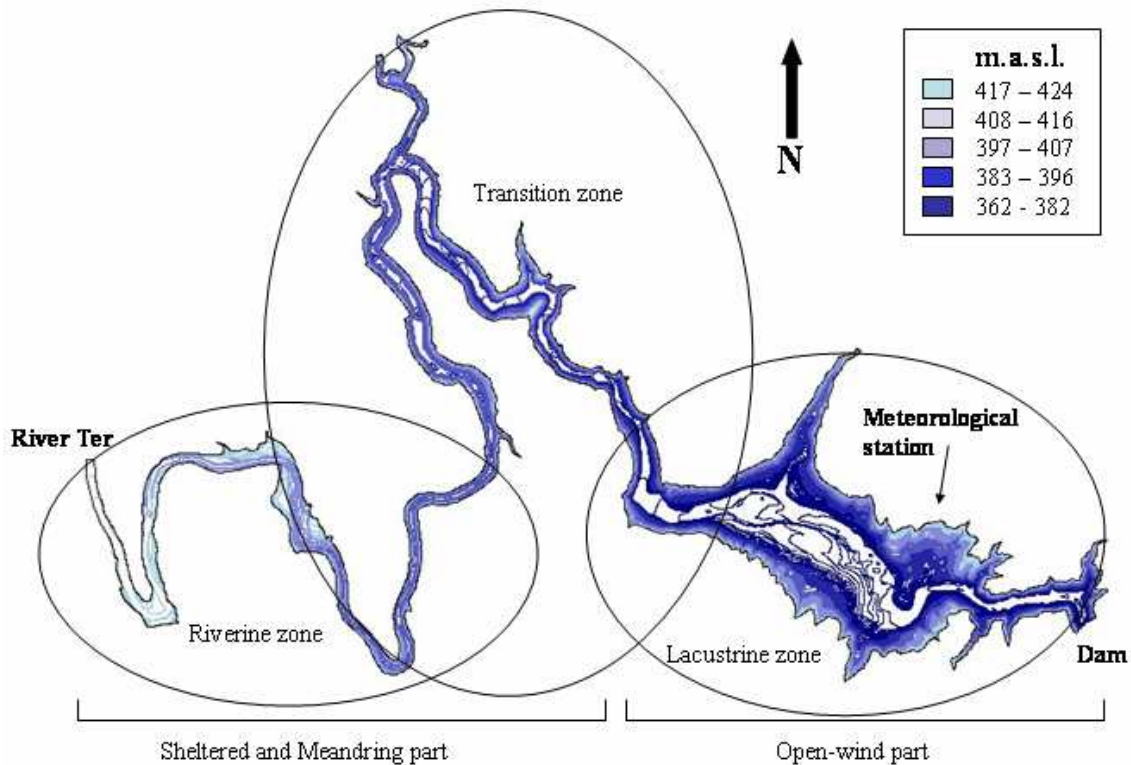 m.a.s.l.
417 – 424
408 – 416
397 – 407
383 – 396
362 - 382
N
Transition zone
River Ter
Meteorological
station
Riverine zone
Lacustrine zone
Dam
Sheltered and Meandring part
Open-wind part